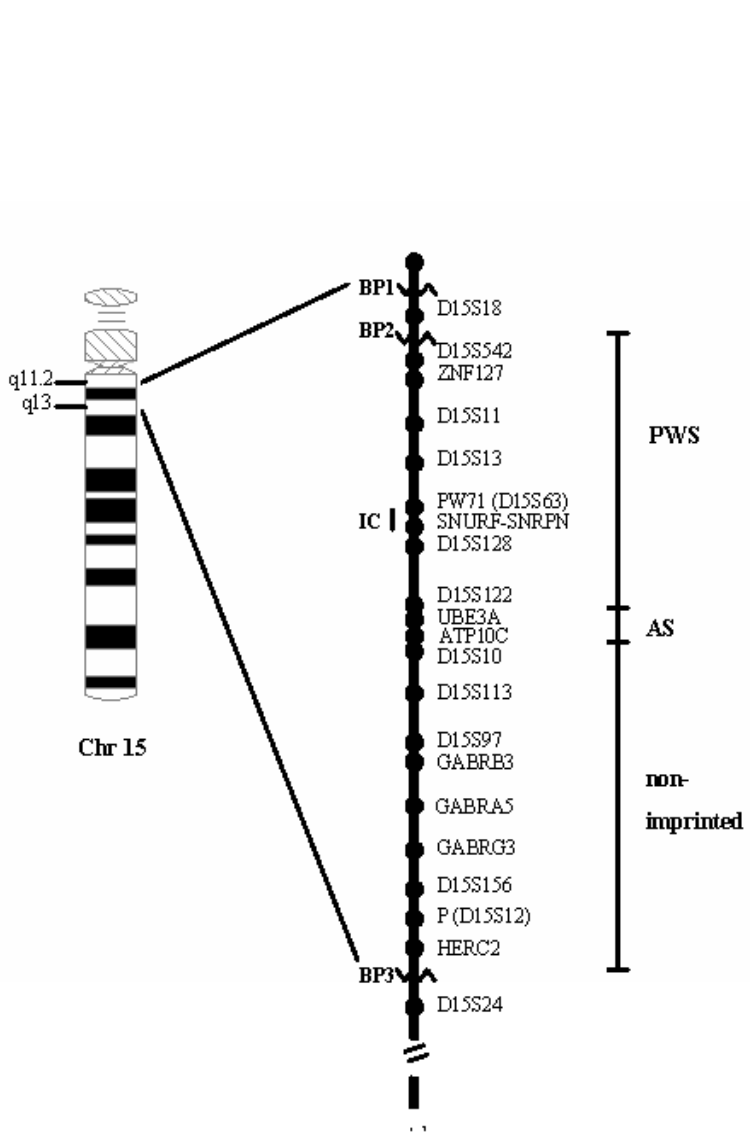 BP1
D15S18
BP2
D15S542
ZNF127
q11.2
q13
D15S11
PWS
D15S13
PW71 (D15S63)
IC
SNURF-SNRPN
D15S128
D15S122
UBE3A
AS
ATP10C
D15S10
D15S113
Chr 15
D15S97
GABRB3
non-
imprinted
GABRA5
GABRG3
D15S156
P (D15S12)
HERC2
BP3
D15S24